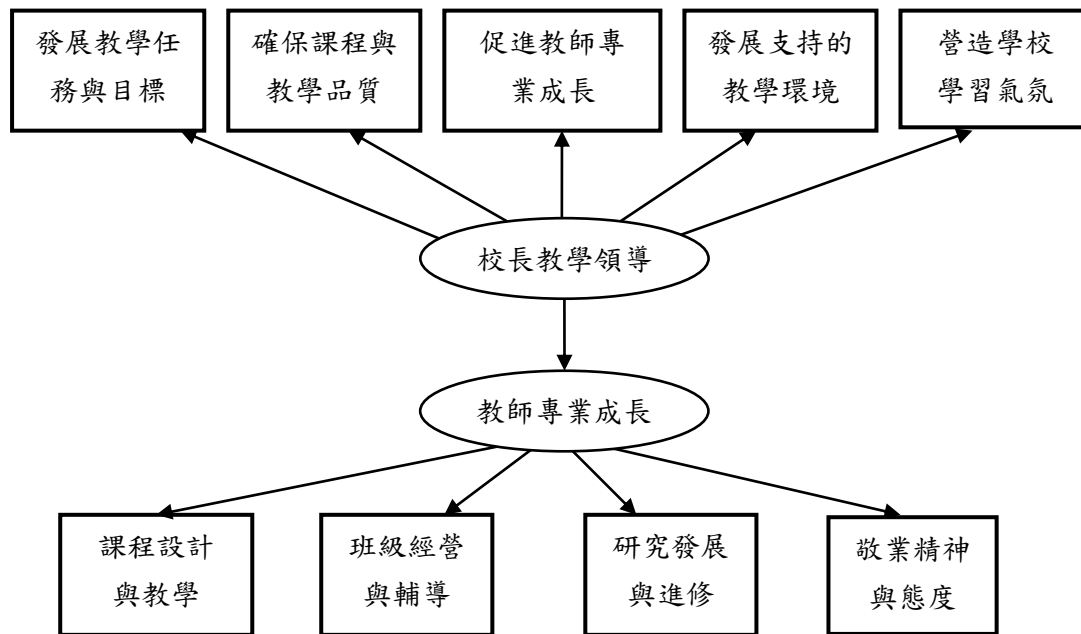 發展教學任
務與目標
確保課程與
教學品質
促進教師專
業成長
發展支持的
教學環境
營造學校
學習氣氛
校長教學領導
教師專業成長
課程設計
與教學
班級經營
與輔導
研究發展
與進修
敬業精神
與態度